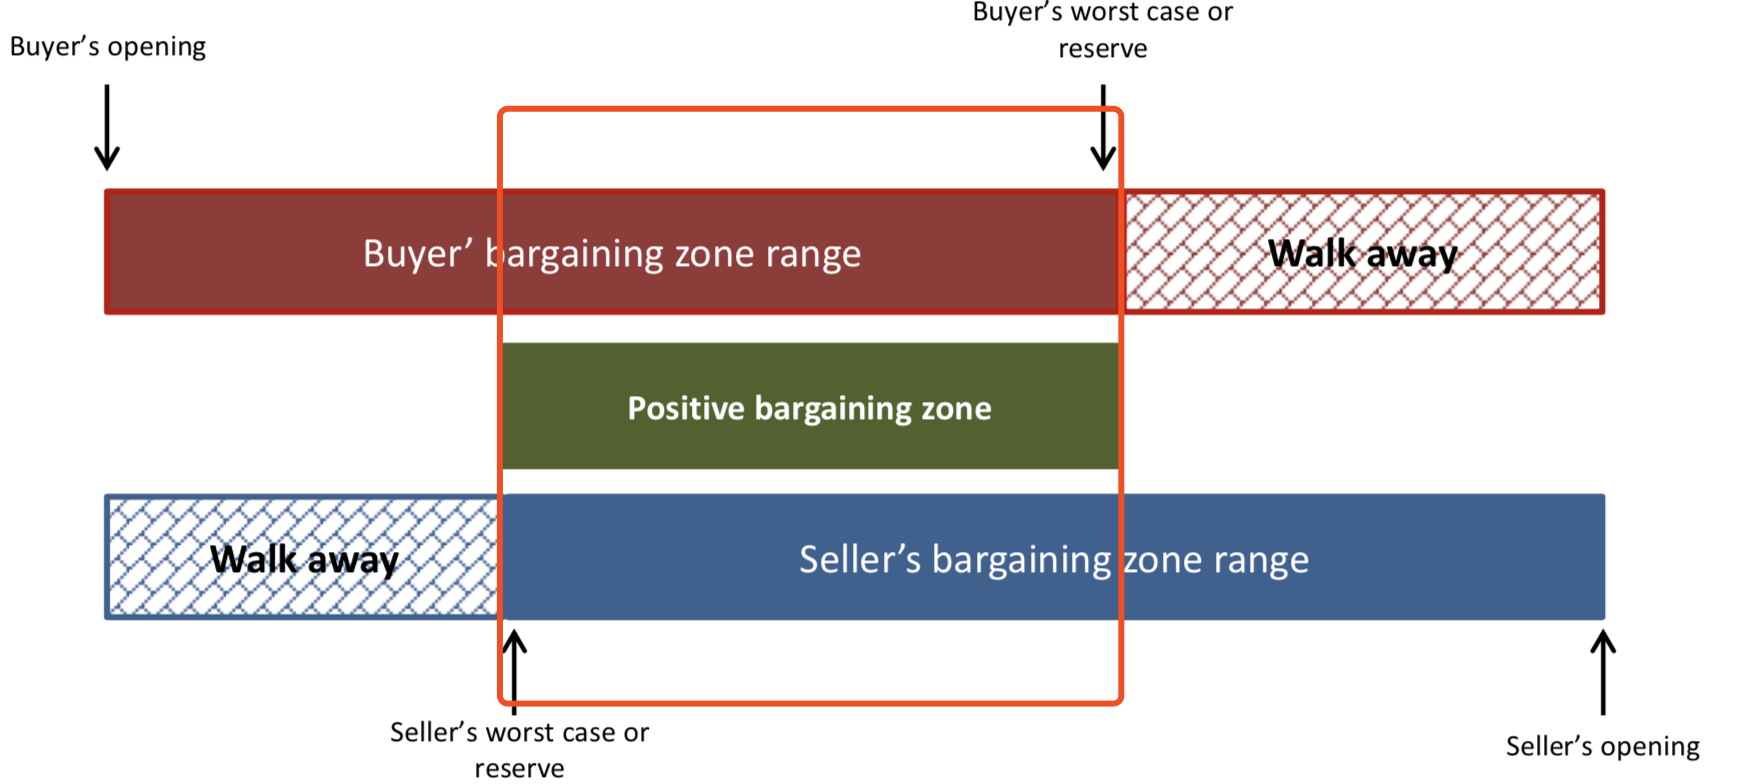 Buyer’s worst case or
reserve
Buyer’s opening
Buyer’ bargaining zone range
Walk away
Positive bargaining zone
Walk away
Seller’s bargaining zone range
Seller’s worst case or
reserve
Seller’s opening